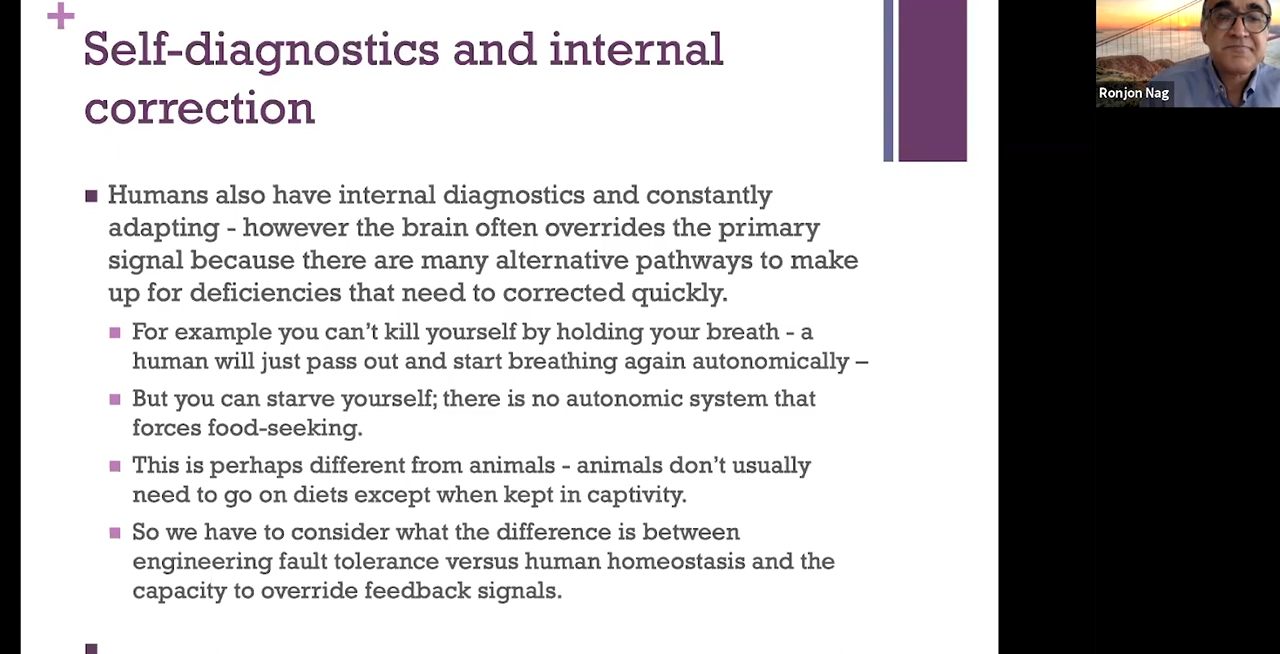 Self-diagnostics and internal
correction
Humans also have internal diagnostics and constantly
adapting - however the brain often overrides the primary
signal because there are many alternative pathways to make
up for deficiencies that need to corrected quickly.
For example you can't kill yourself by holding your breath - a
human will just pass out and start breathing again autonomically –
But you can starve yourself; there is no autonomic system that
forces food-seeking.
This is perhaps different from animals - animals don't usually
need to go on diets except when kept in captivity.
So we have to consider what the difference is between
engineering fault tolerance versus human homeostasis and the
capacity to override feedback signals.
Ronjon Nag